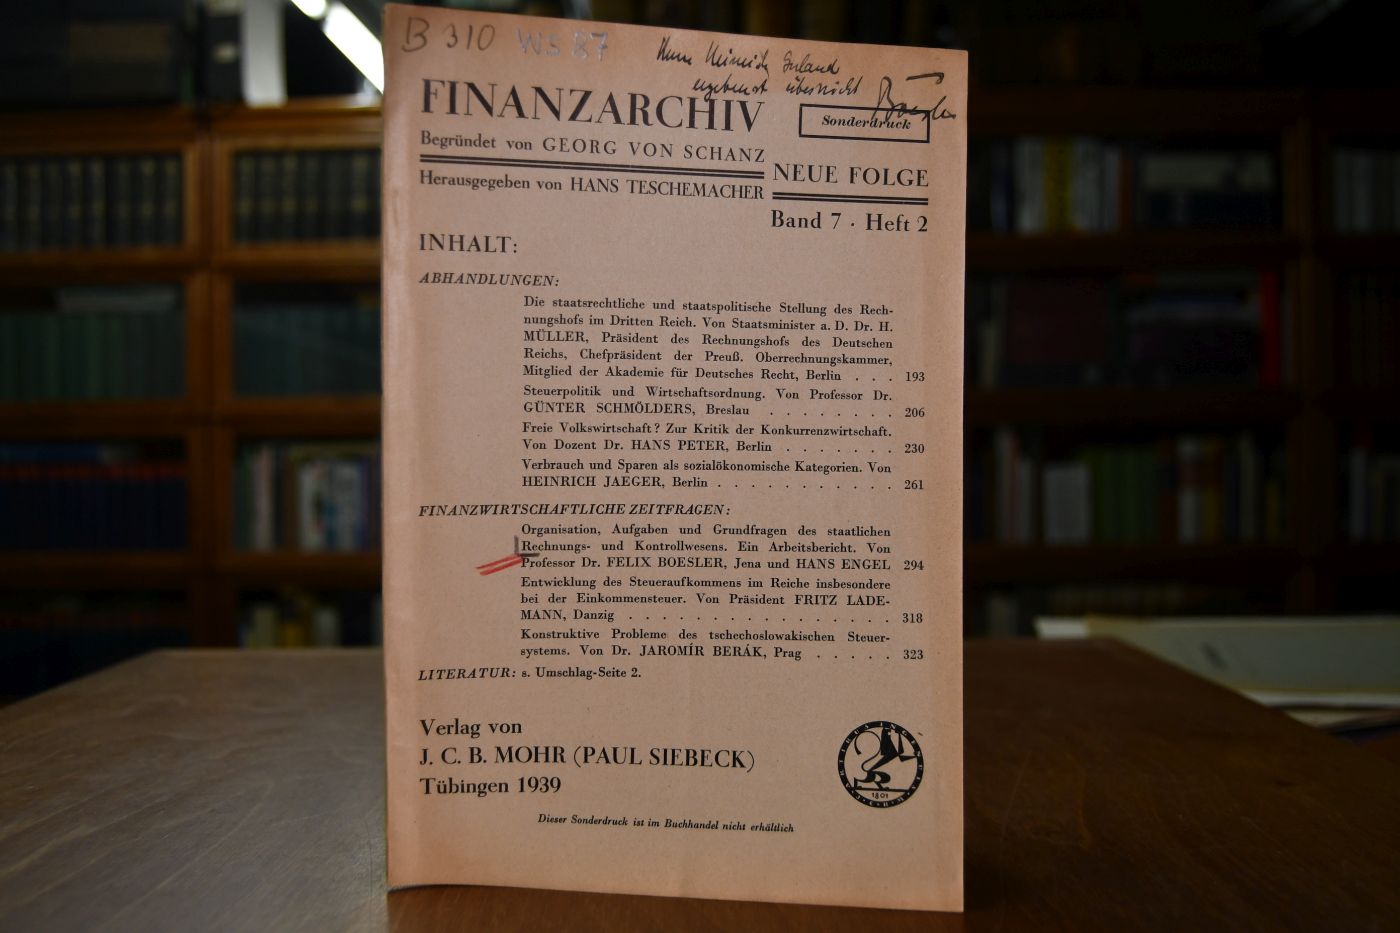 B 310 WS 87
Herrn Heinrich
ergebenst überreicht Boesler
FINANZARCHIV
Sonderdruck
Begründet von GEORG VON SCHANZ
NEUE FOLGE
Herausgegeben von HANS TESCHEMACHER
Band 7 · Heft 2
INHALT:
ABHANDLUNGEN:
Die staatsrechtliche und staatspolitische Stellung des Rech-
nungshofs im Dritten Reich. Von Staatsminister a. D. Dr. H.
MÜLLER, Präsident des Rechnungshofs des Deutschen
Reichs, Chefpräsident der Preuß. Oberrechnungskammer,
Mitglied der Akademie für Deutsches Recht, Berlin . . . 193
Steuerpolitik und Wirtschaftsordnung. Von Professor Dr.
GÜNTER SCHMÖLDERS, Breslau . . . . . . . . 206
Freie Volkswirtschaft? Zur Kritik der Konkurrenzwirtschaft.
Von Dozent Dr. HANS PETER, Berlin . . . . . . . 230
Verbrauch und Sparen als sozialökonomische Kategorien. Von
HEINRICH JAEGER, Berlin . . . . . . . . . . . 261
FINANZWIRTSCHAFTLICHE ZEITFRAGEN:
Organisation, Aufgaben und Grundfragen des staatlichen
Rechnungs- und Kontrollwesens. Ein Arbeitsbericht. Von
Professor Dr. FELIX BOESLER, Jena und HANS ENGEL 294
Entwicklung des Steueraufkommens im Reiche insbesondere
bei der Einkommensteuer. Von Präsident FRITZ LADE-
MANN, Danzig . . . . . . . . . . . . . . . . 318
Konstruktive Probleme des tschechoslowakischen Steuer-
systems. Von Dr. JAROMÍR BERÁK, Prag . . . . . 323
LITERATUR: s. Umschlag-Seite 2.
Verlag von
J. C. B. MOHR (PAUL SIEBECK)
Tübingen 1939
1801
Dieser Sonderdruck ist im Buchhandel nicht erhältlich